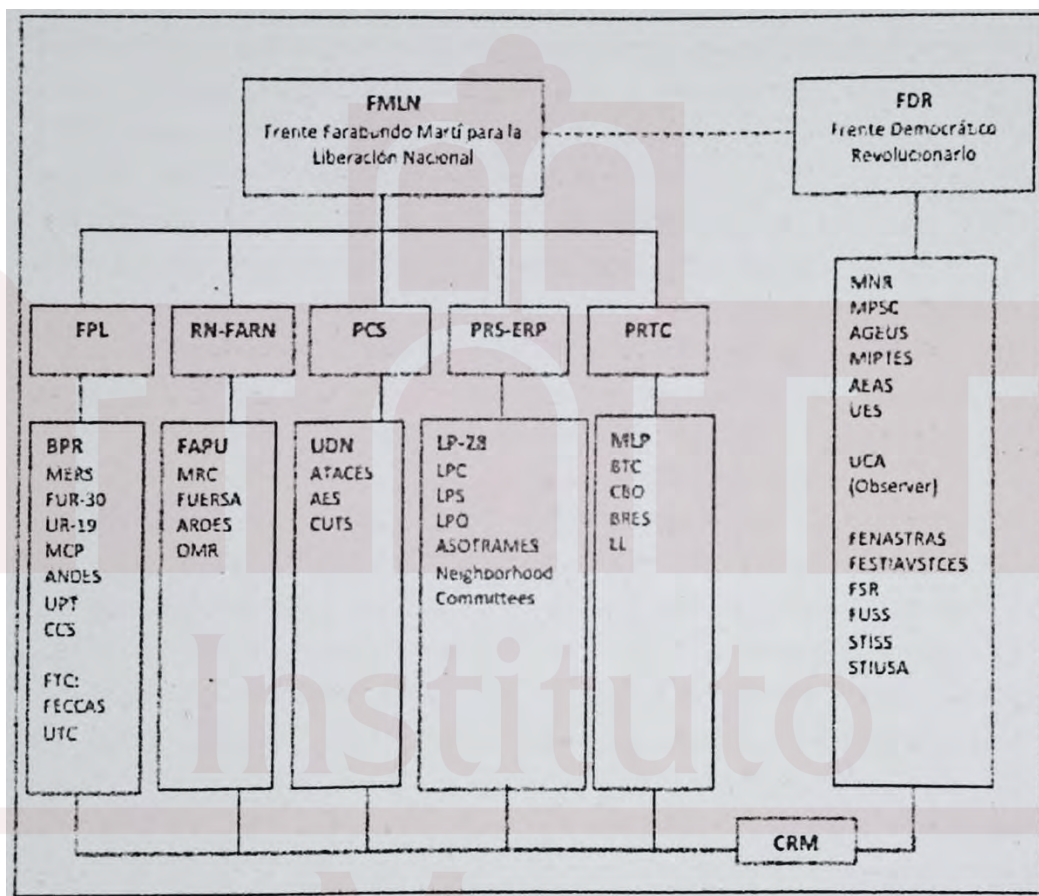 FMLN
Frente Farabundo Martí para la
Liberación Nacional
FDR
Frente Democrático
Revolucionario
FPL
RN-FARN
PCS
PRS-ERP
PRTC
BPR
MERS
FUR-30
UR-19
MCP
ANDES
UPT
CCS
FTC:
FECCAS
UTC
FAPU
MRC
FUERSA
ARDES
OMR
UDN
ATACES
AES
CUTS
LP-28
LPC
LPS
LPO
ASOTRAMES
Neighborhood
Committees
MLP
BTC
CBO
BRES
LL
MNR
MPSC
AGEUS
MIPTES
AEAS
UES
UCA
(Observer)
FENASTRAS
FESTIAVSTCES
FSR
FUSS
STISS
STIUSA
CRM
Instituto